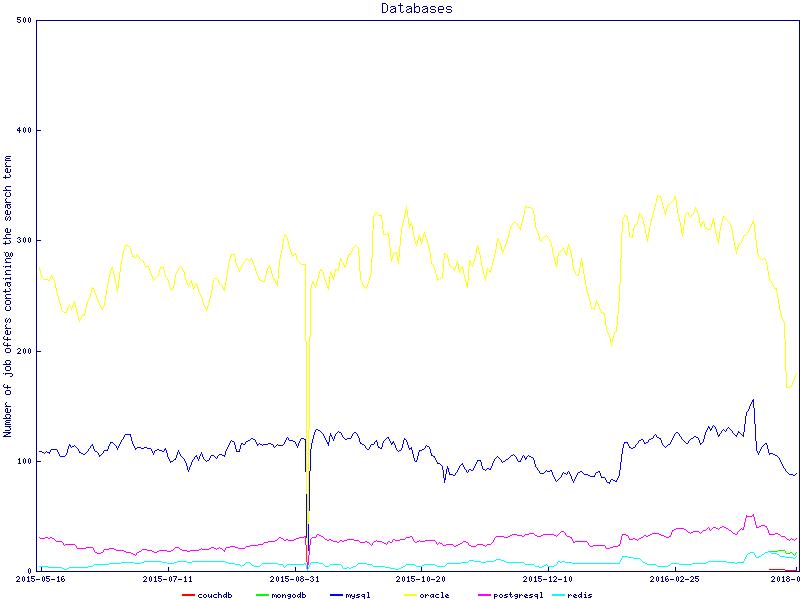 Databases
Number of job offers containing the search term
500
400
300
200
100
0
2015-05-16 2015-07-11 2015-08-31 2015-10-20 2015-12-10 2016-02-25 2018-0
couchdb mongodb mysql oracle postgresql redis